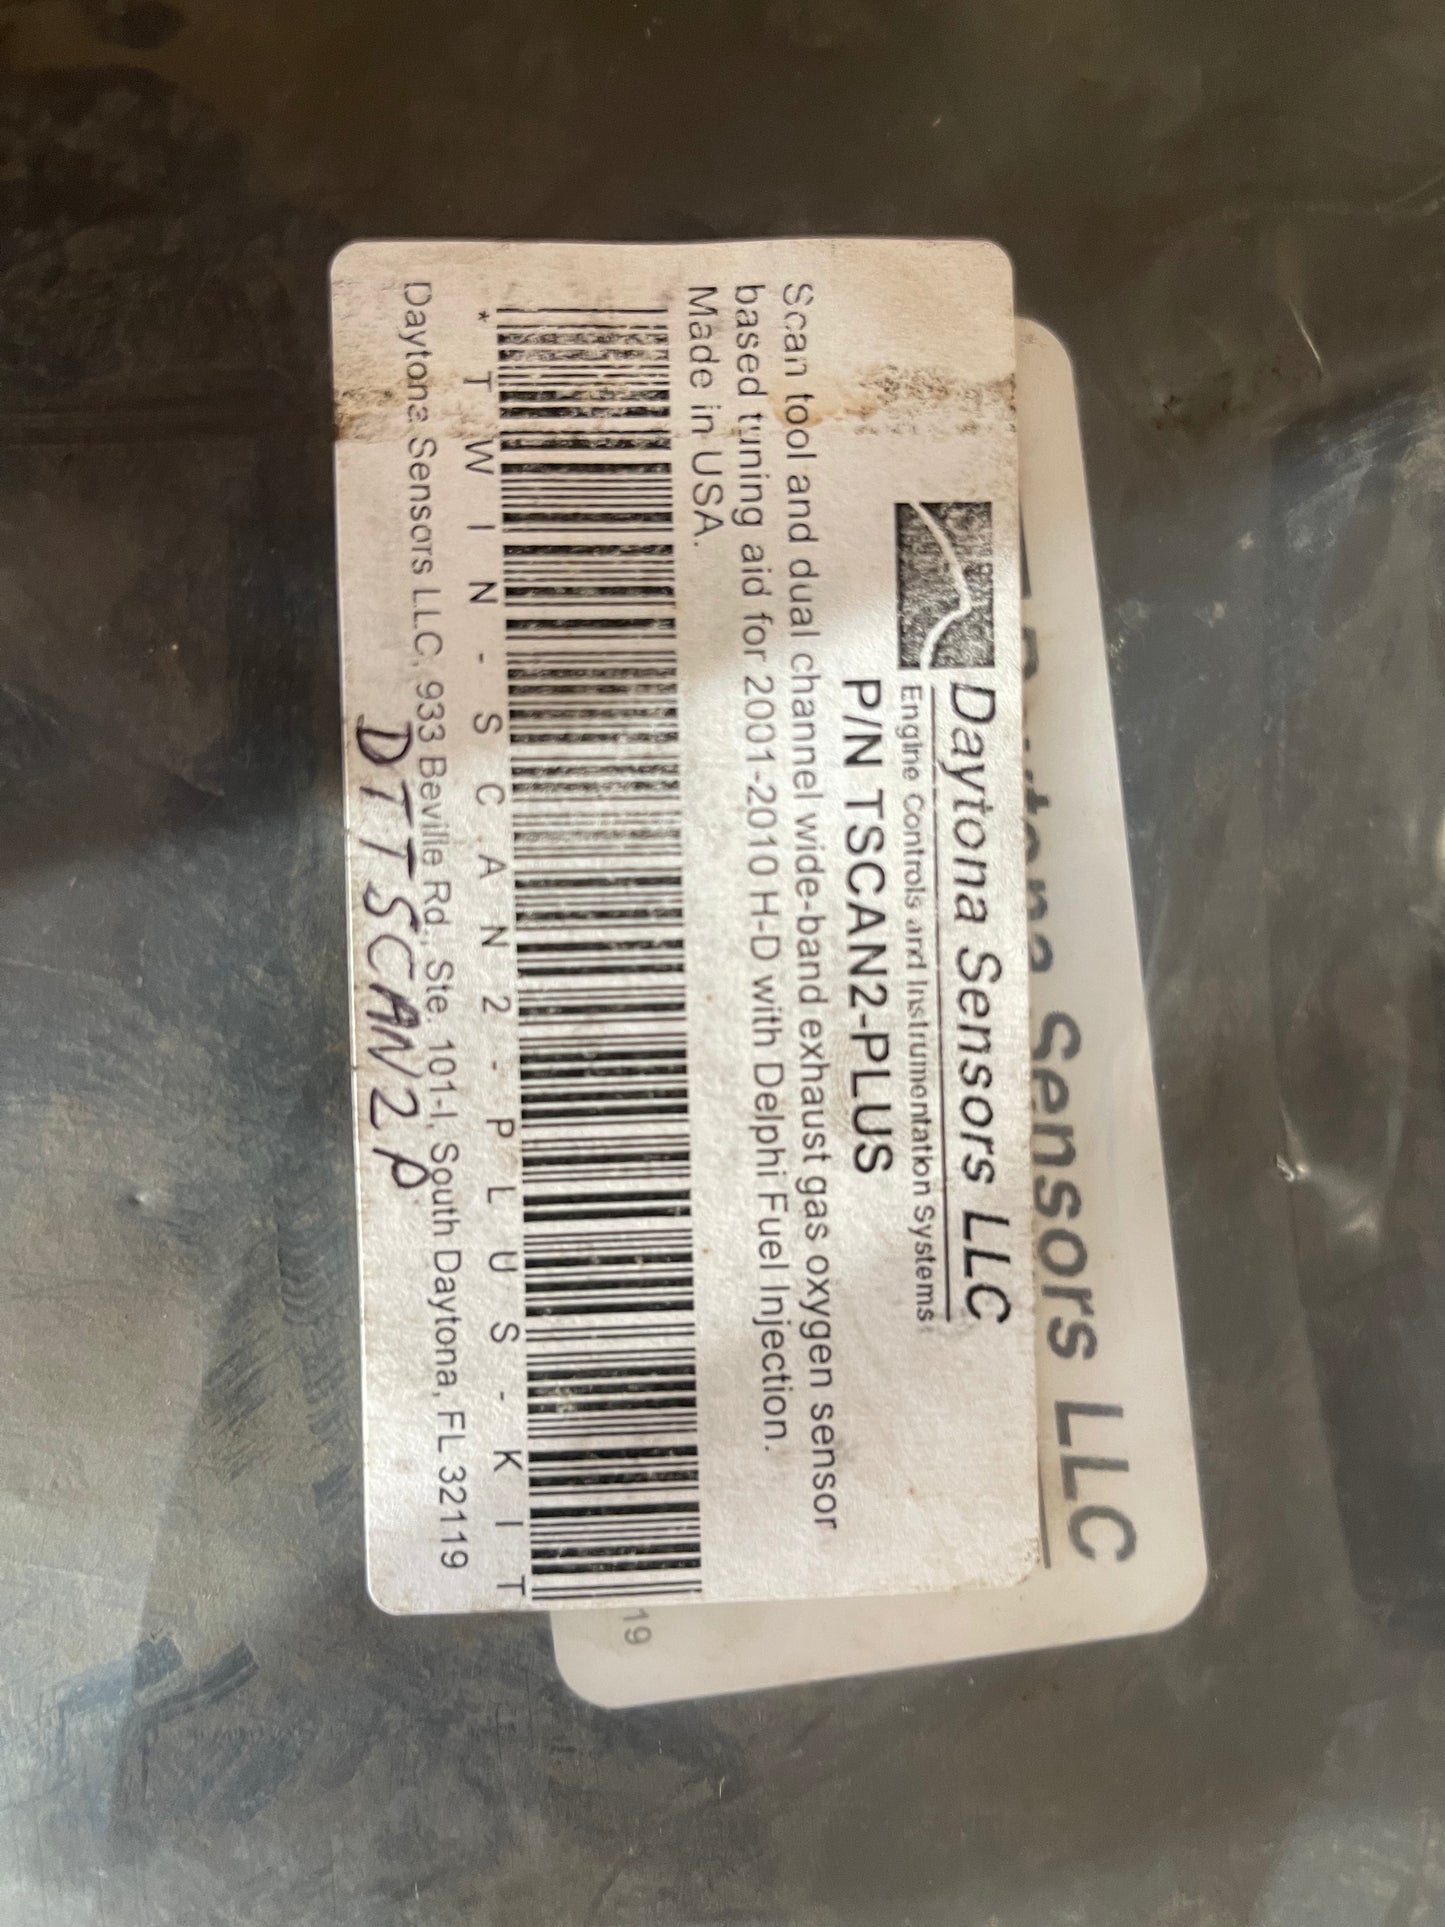 Daytona Sensors LLC
Engine Controls and Instrumentation Systems
P/N TSCAN2-PLUS
Scan tool and dual channel wide-band exhaust gas oxygen sensor
based tuning aid for 2001-2010 H-D with Delphi Fuel Injection.
Made in USA.
*TWIN-SCAN2-PLUS-KIT
Daytona Sensors LLC, 933 Beville Rd., Ste. 101-I, South Daytona, FL 32119
DTTSCAN2P
Daytona Sensors LLC
19